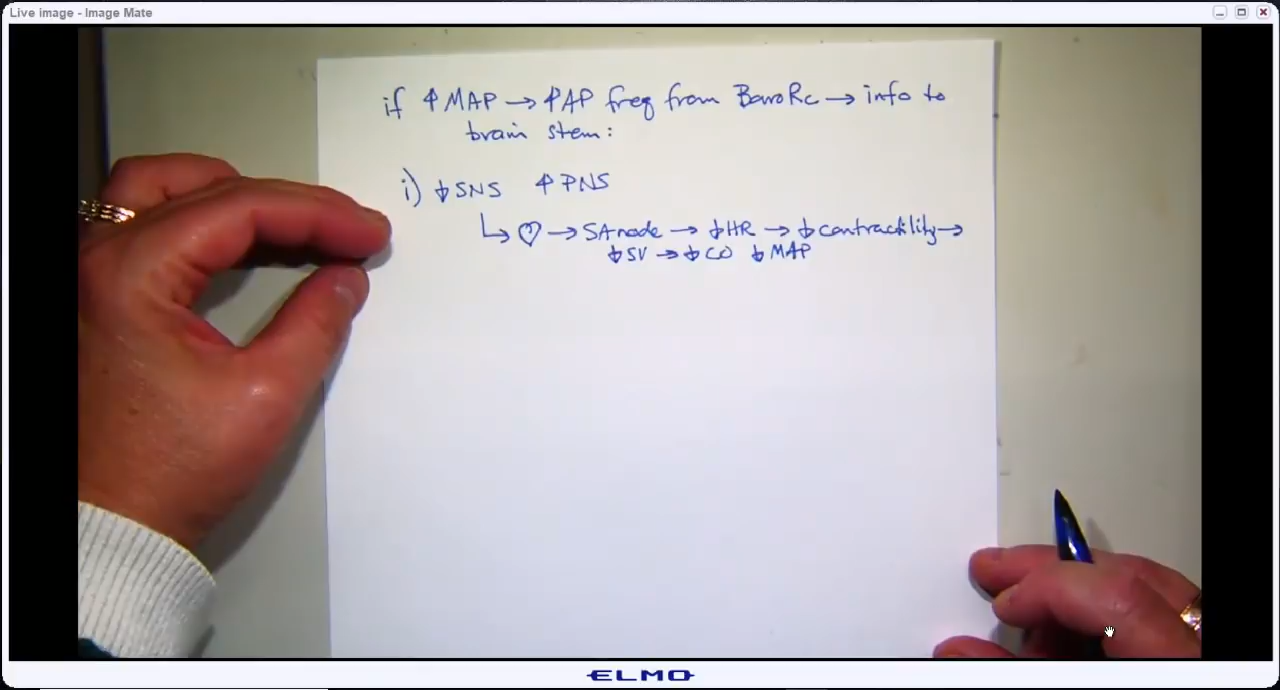 Live image - Image Mate
if ↑ MAP → ↑AP freq from BaroRc → info to
brain stem:
i) ↓ SNS ↑ PNS
↳ ♡ → SA node → ↓HR → ↓ contractility →
↓SV → ↓ CO ↓ MAP
ELMO